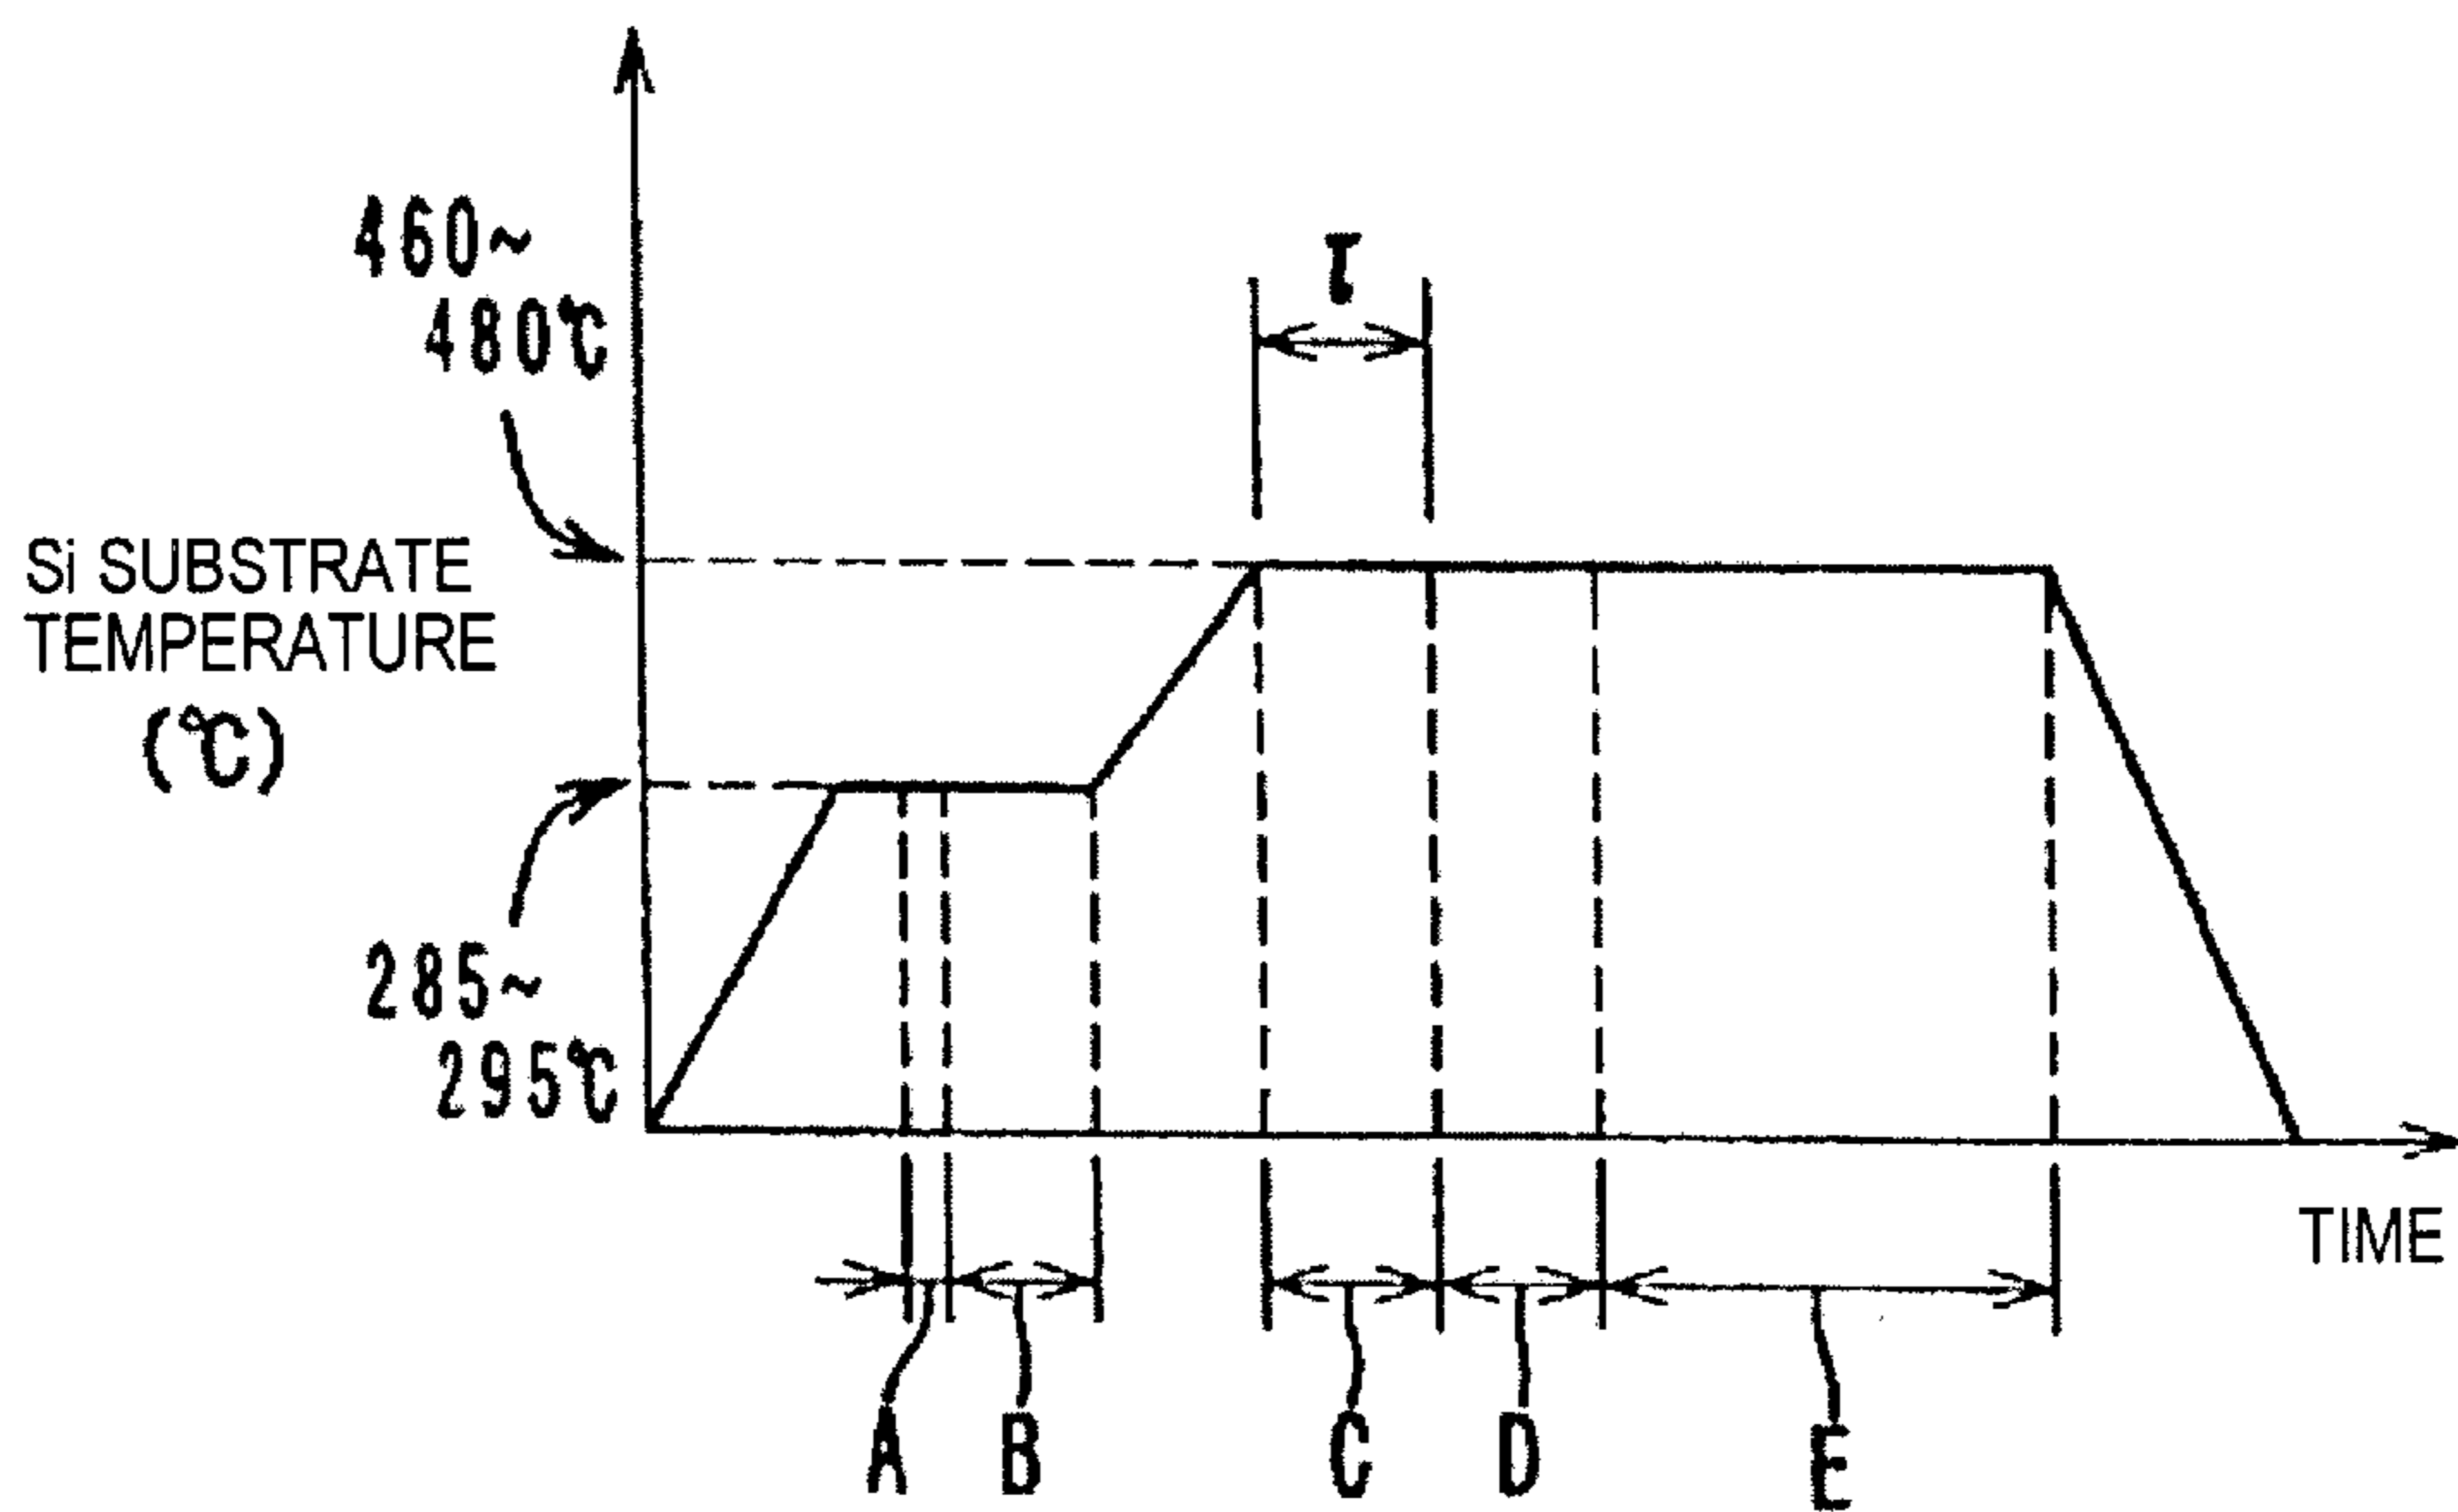 460~
480℃
Si SUBSTRATE
TEMPERATURE
(℃)
285~
295℃
TIME
A
B
C
D
E